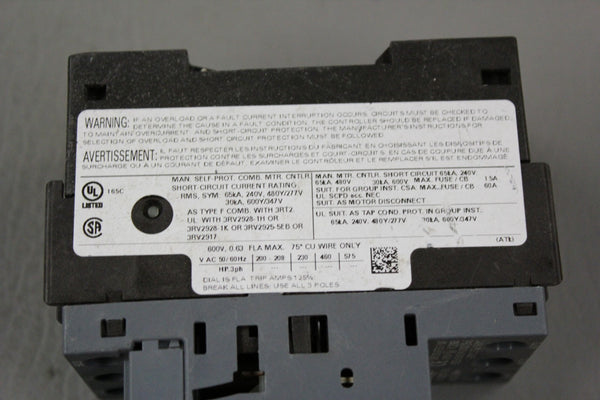 WARNING: IF AN OVERLOAD OR A FAULT CURRENT INTERRUPTION OCCURS, CIRCUITS MUST BE CHECKED TO
DETERMINE THE CAUSE IN A FAULT CONDITION. THE CONTROLLER SHOULD BE REPLACED IF DAMAGED,
TO MAINTAIN OVERCURRENT AND SHORT-CIRCUIT PROTECTION, THE MANUFACTURER'S INSTRUCTIONS FOR
SELECTION OF OVERLOAD AND SHORT CIRCUIT PROTECTION MUST BE FOLLOWED.
AVERTISSEMENT: IL FAUT RESPECTER LES INSTRUCTIONS DU FABRICANT EN CHOISISSANT LES DISPOSITIFS DE
PROTECTION CONTRE LES SURCHARGES ET COURTS-CIRCUITS. EN CAS DE COUPURE DUE À UNE
SURCHARGE OU À UN COURANT DE DÉFAUT, EXAMINER LE CONTRÔLEUR ET LE REMPLACER S'IL EST ENDOMMAGÉ
UL LISTED 165C
MAN. SELF-PROT. COMB. MTR. CNTLR.
SHORT-CIRCUIT CURRENT RATING
RMS, SYM: 65kA, 240V, 480Y/277V
30kA, 600Y/347V
AS TYPE F COMB. WITH 3RT2
UL WITH 3RV2928-1H OR
3RV2928-1K OR 3RV2925-5EB OR
3RV2917
MAN. MTR. CNTLR. SHORT CIRCUIT 65kA, 240V
65kA, 480V 30kA, 600V MAX. FUSE / CB 15A
SUIT. FOR GROUP INST. CSA MAX. FUSE / CB 60A
UL SCPD acc. NEC
SUIT. AS MOTOR DISCONNECT
UL SUIT. AS TAP COND. PROT. IN GROUP INST.
65kA, 240V, 480Y/277V 30kA, 600Y/347V
600V, 0.63 FLA MAX. 75° CU WIRE ONLY
V AC 50/60Hz 200 - 208 230 460 575
H.P. 3ph --- --- --- ---
DIAL IS FLA TRIP AMPS 125%
BREAK ALL LINES: USE ALL 3 POLES.